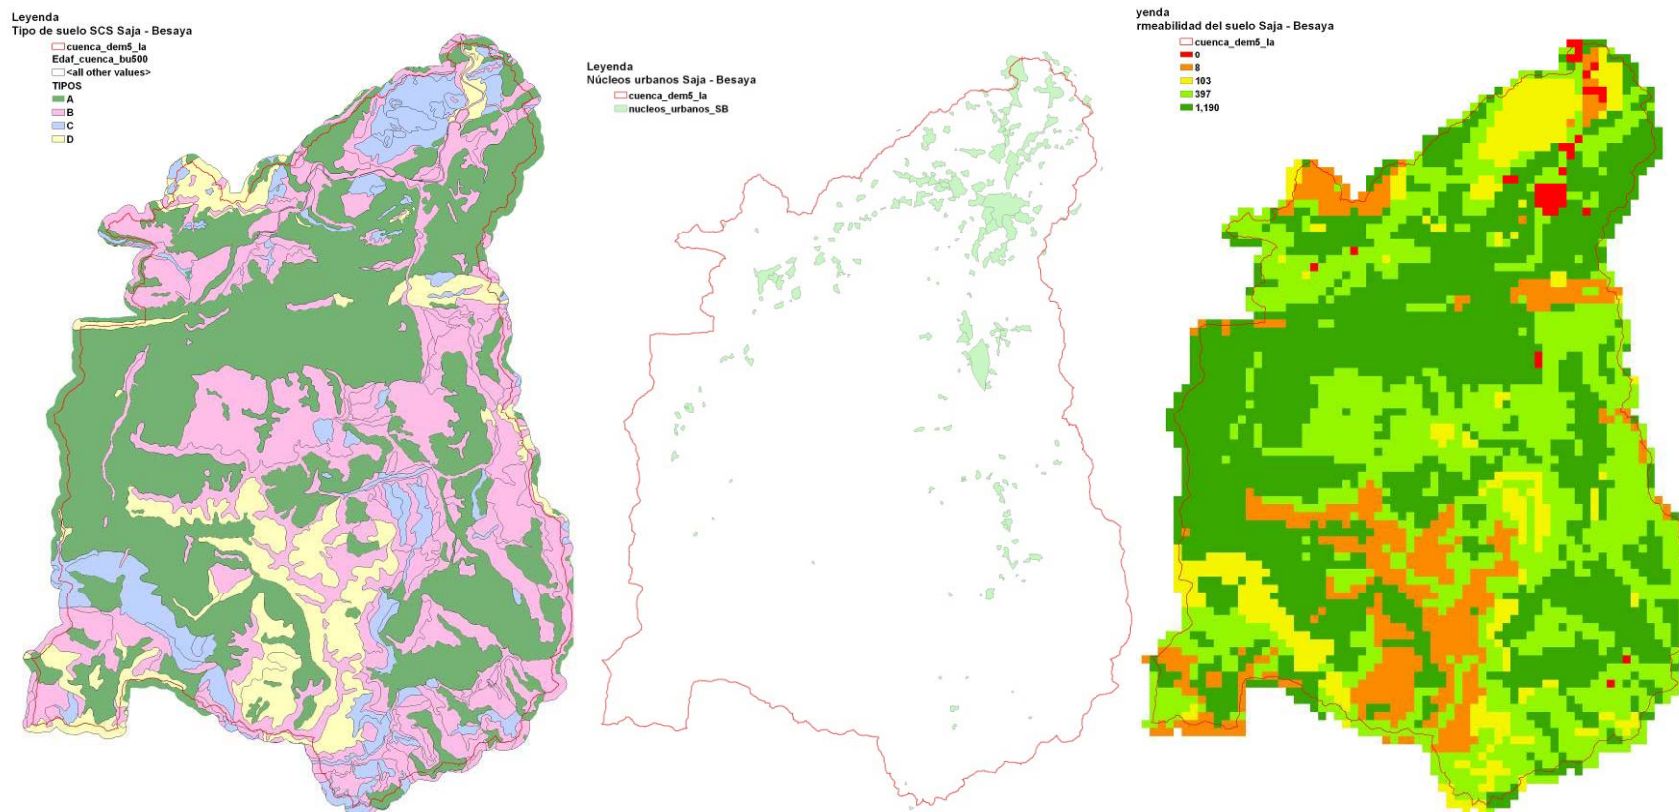 Leyenda
Tipo de suelo SCS Saja - Besaya
cuenca_dem5_la
Edaf_cuenca_bu500
<all other values>
TIPOS
A
B
C
D
Leyenda
Núcleos urbanos Saja - Besaya
cuenca_dem5_la
nucleos_urbanos_SB
yenda
rmeabilidad del suelo Saja - Besaya
cuenca_dem5_la
0
8
103
397
1,190